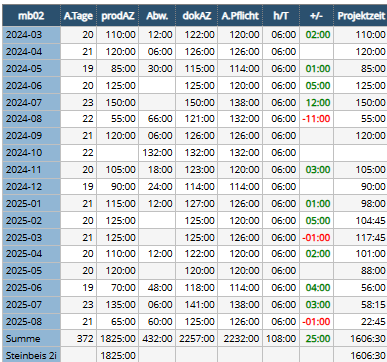 mb02 A.Tage prodAZ Abw. dokAZ A.Pflicht h/T +/- Projektzeit
2024-03 20 110:00 12:00 122:00 120:00 06:00 02:00 110:00
2024-04 21 120:00 06:00 126:00 126:00 06:00 120:00
2024-05 19 85:00 30:00 115:00 114:00 06:00 01:00 85:00
2024-06 20 125:00 125:00 120:00 06:00 05:00 125:00
2024-07 23 150:00 150:00 138:00 06:00 12:00 150:00
2024-08 22 55:00 66:00 121:00 132:00 06:00 -11:00 55:00
2024-09 21 120:00 06:00 126:00 126:00 06:00 120:00
2024-10 22 132:00 132:00 132:00 06:00
2024-11 20 105:00 18:00 123:00 120:00 06:00 03:00 105:00
2024-12 19 90:00 24:00 114:00 114:00 06:00 90:00
2025-01 21 115:00 12:00 127:00 126:00 06:00 01:00 98:00
2025-02 20 125:00 125:00 120:00 06:00 05:00 104:45
2025-03 21 125:00 125:00 126:00 06:00 -01:00 117:45
2025-04 20 110:00 12:00 122:00 120:00 06:00 02:00 101:00
2025-05 20 120:00 120:00 120:00 06:00 88:00
2025-06 19 70:00 48:00 118:00 114:00 06:00 04:00 56:00
2025-07 23 135:00 06:00 141:00 138:00 06:00 03:00 58:15
2025-08 21 65:00 60:00 125:00 126:00 06:00 -01:00 22:45
Summe 372 1825:00 432:00 2257:00 2232:00 108:00 25:00 1606:30
Steinbeis 2i 1825:00 1606:30